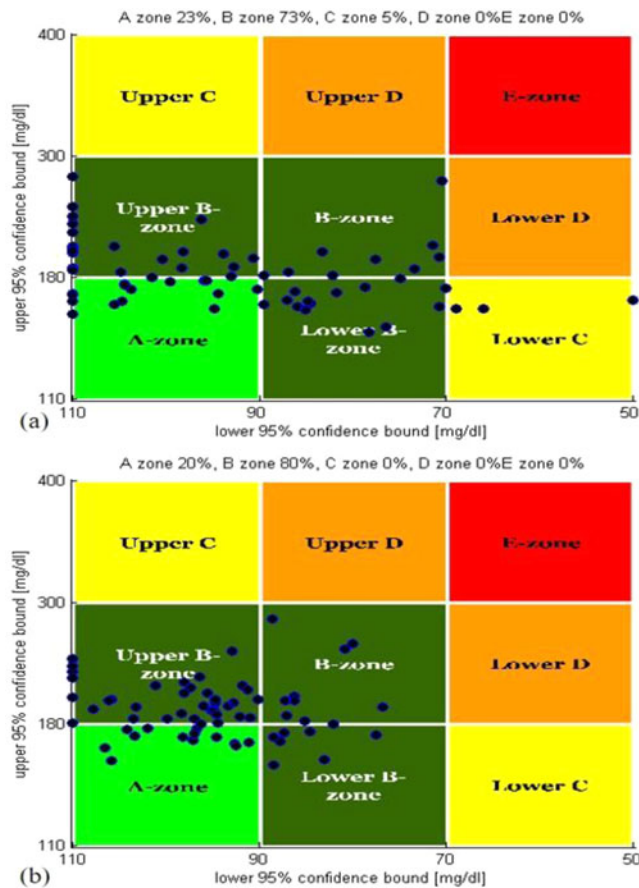 A zone 23%, B zone 73%, C zone 5%, D zone 0%E zone 0%
400
Upper C
Upper D
E-zone
300
Upper B-
zone
B-zone
Lower D
180
A-zone
Lower B-
zone
Lower C
110
110
90
70
50
upper 95% confidence bound [mg/dl]
lower 95% confidence bound [mg/dl]
(a)
A zone 20%, B zone 80%, C zone 0%, D zone 0%E zone 0%
400
Upper C
Upper D
E-zone
300
Upper B-
zone
B-zone
Lower D
180
A-zone
Lower B-
zone
Lower C
110
110
90
70
50
upper 95% confidence bound [mg/dl]
lower 95% confidence bound [mg/dl]
(b)